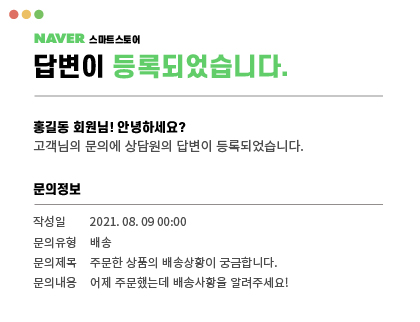 NAVER 스마트스토어
답변이 등록되었습니다.
홍길동 회원님! 안녕하세요?
고객님의 문의에 상담원의 답변이 등록되었습니다.
문의정보
작성일 2021. 08. 09 00:00
문의유형 배송
문의제목 주문한 상품의 배송상황이 궁금합니다.
문의내용 어제 주문했는데 배송사황을 알려주세요!